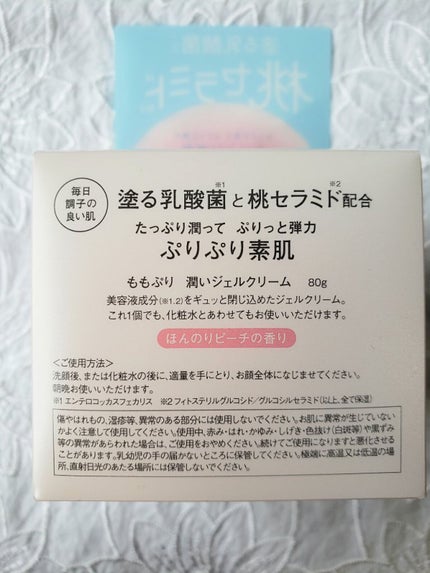 塗る乳酸菌
桃セラミド
毎日
調子の
良い肌
塗る乳酸菌※1と桃セラミド※2配合
たっぷり潤って ぷりっと弾力
ぷりぷり素肌
ももぷり 潤いジェルクリーム 80g
美容液成分(※1,2)をギュッと閉じ込めたジェルクリーム。
これ1個でも、化粧水とあわせてもお使いいただけます。
ほんのりピーチの香り
<ご使用方法>
洗顔後、または化粧水の後に、適量を手にとり、お顔全体になじませてください。
朝晩お使いいただけます。
※1 エンテロコッカスフェカリス ※2 フィトステリルグルコシド/グルコシルセラミド(以上、全て保湿)
傷やはれもの、湿疹等、異常のある部分には使用しないでください。お肌に異常が生じていない
かよく注意して使用してください。使用中、赤み・はれ・かゆみ・しげき・色抜け(白斑等)や黒ずみ
等の異常があらわれた場合は、ご使用をおやめください。続けてご使用になりますと悪化させる
ことがあります。乳幼児の手の届かないところに保管してください。極端に高温又は低温の場
所、直射日光のあたる場所には保管しないでください。